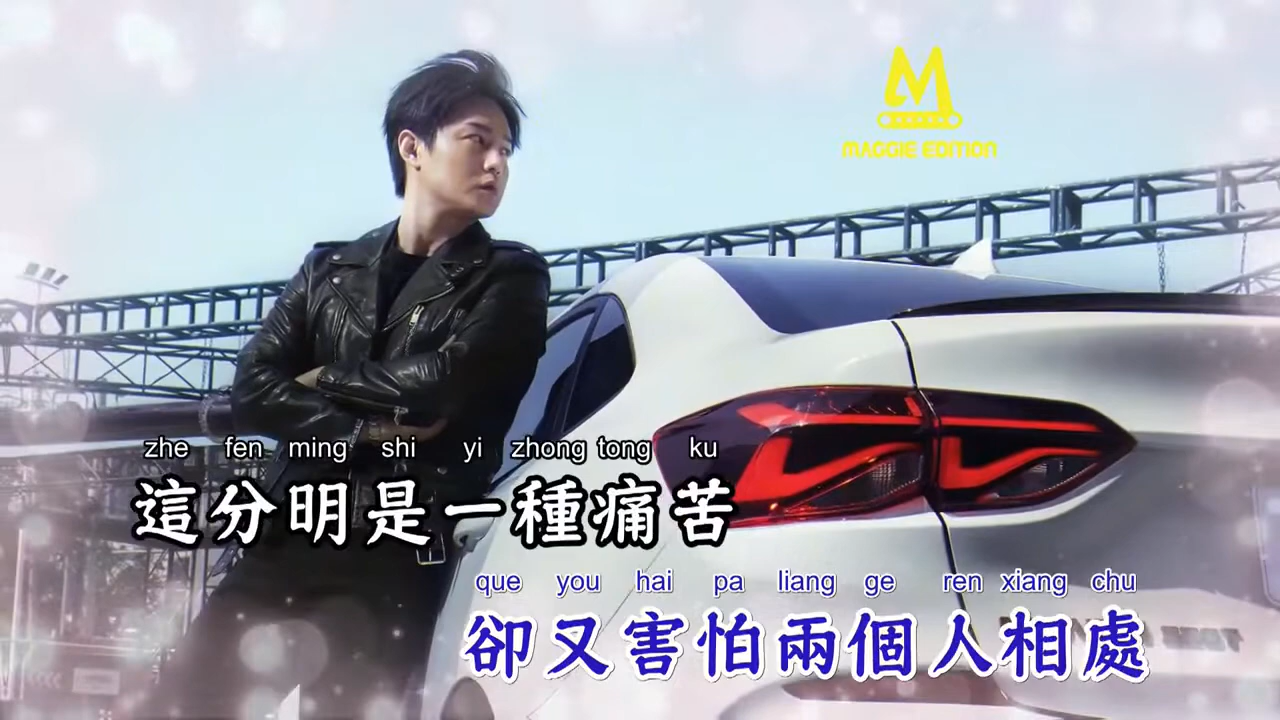 M
MAGGIE EDITION
zhe fen ming shi yi zhong tong ku
這分明是一種痛苦
que you hai pa liang ge ren xiang chu
卻又害怕兩個人相處